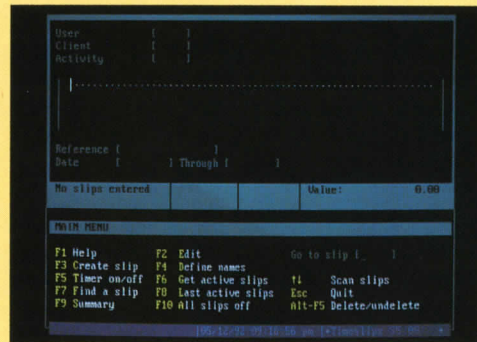 User [ ]
Client [ ]
Activity [ ]
Reference [ ]
Date [ ] Through [ ]
No slips entered Value: 0.00
MAIN MENU
F1 Help F2 Edit Go to slip [_ ]
F3 Create slip F4 Define names
F5 Timer on/off F6 Get active slips ↑↓ Scan slips
F7 Find a slip F8 Last active slips Esc Quit
F9 Summary F10 All slips off Alt-F5 Delete/undelete
pm